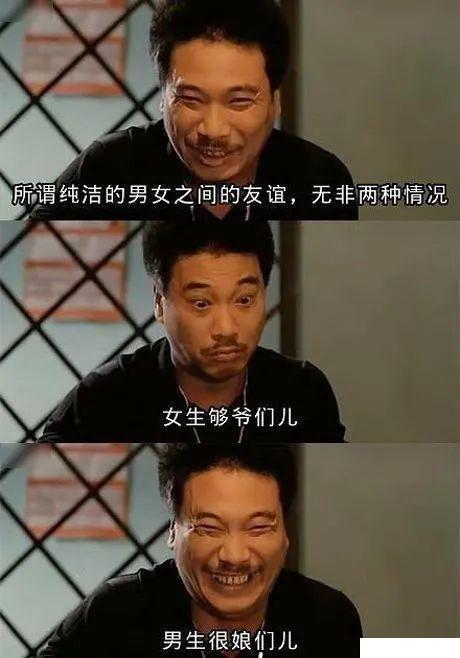 所谓纯洁的男女之间的友谊，无非两种情况
女生够爷们儿
男生很娘们儿